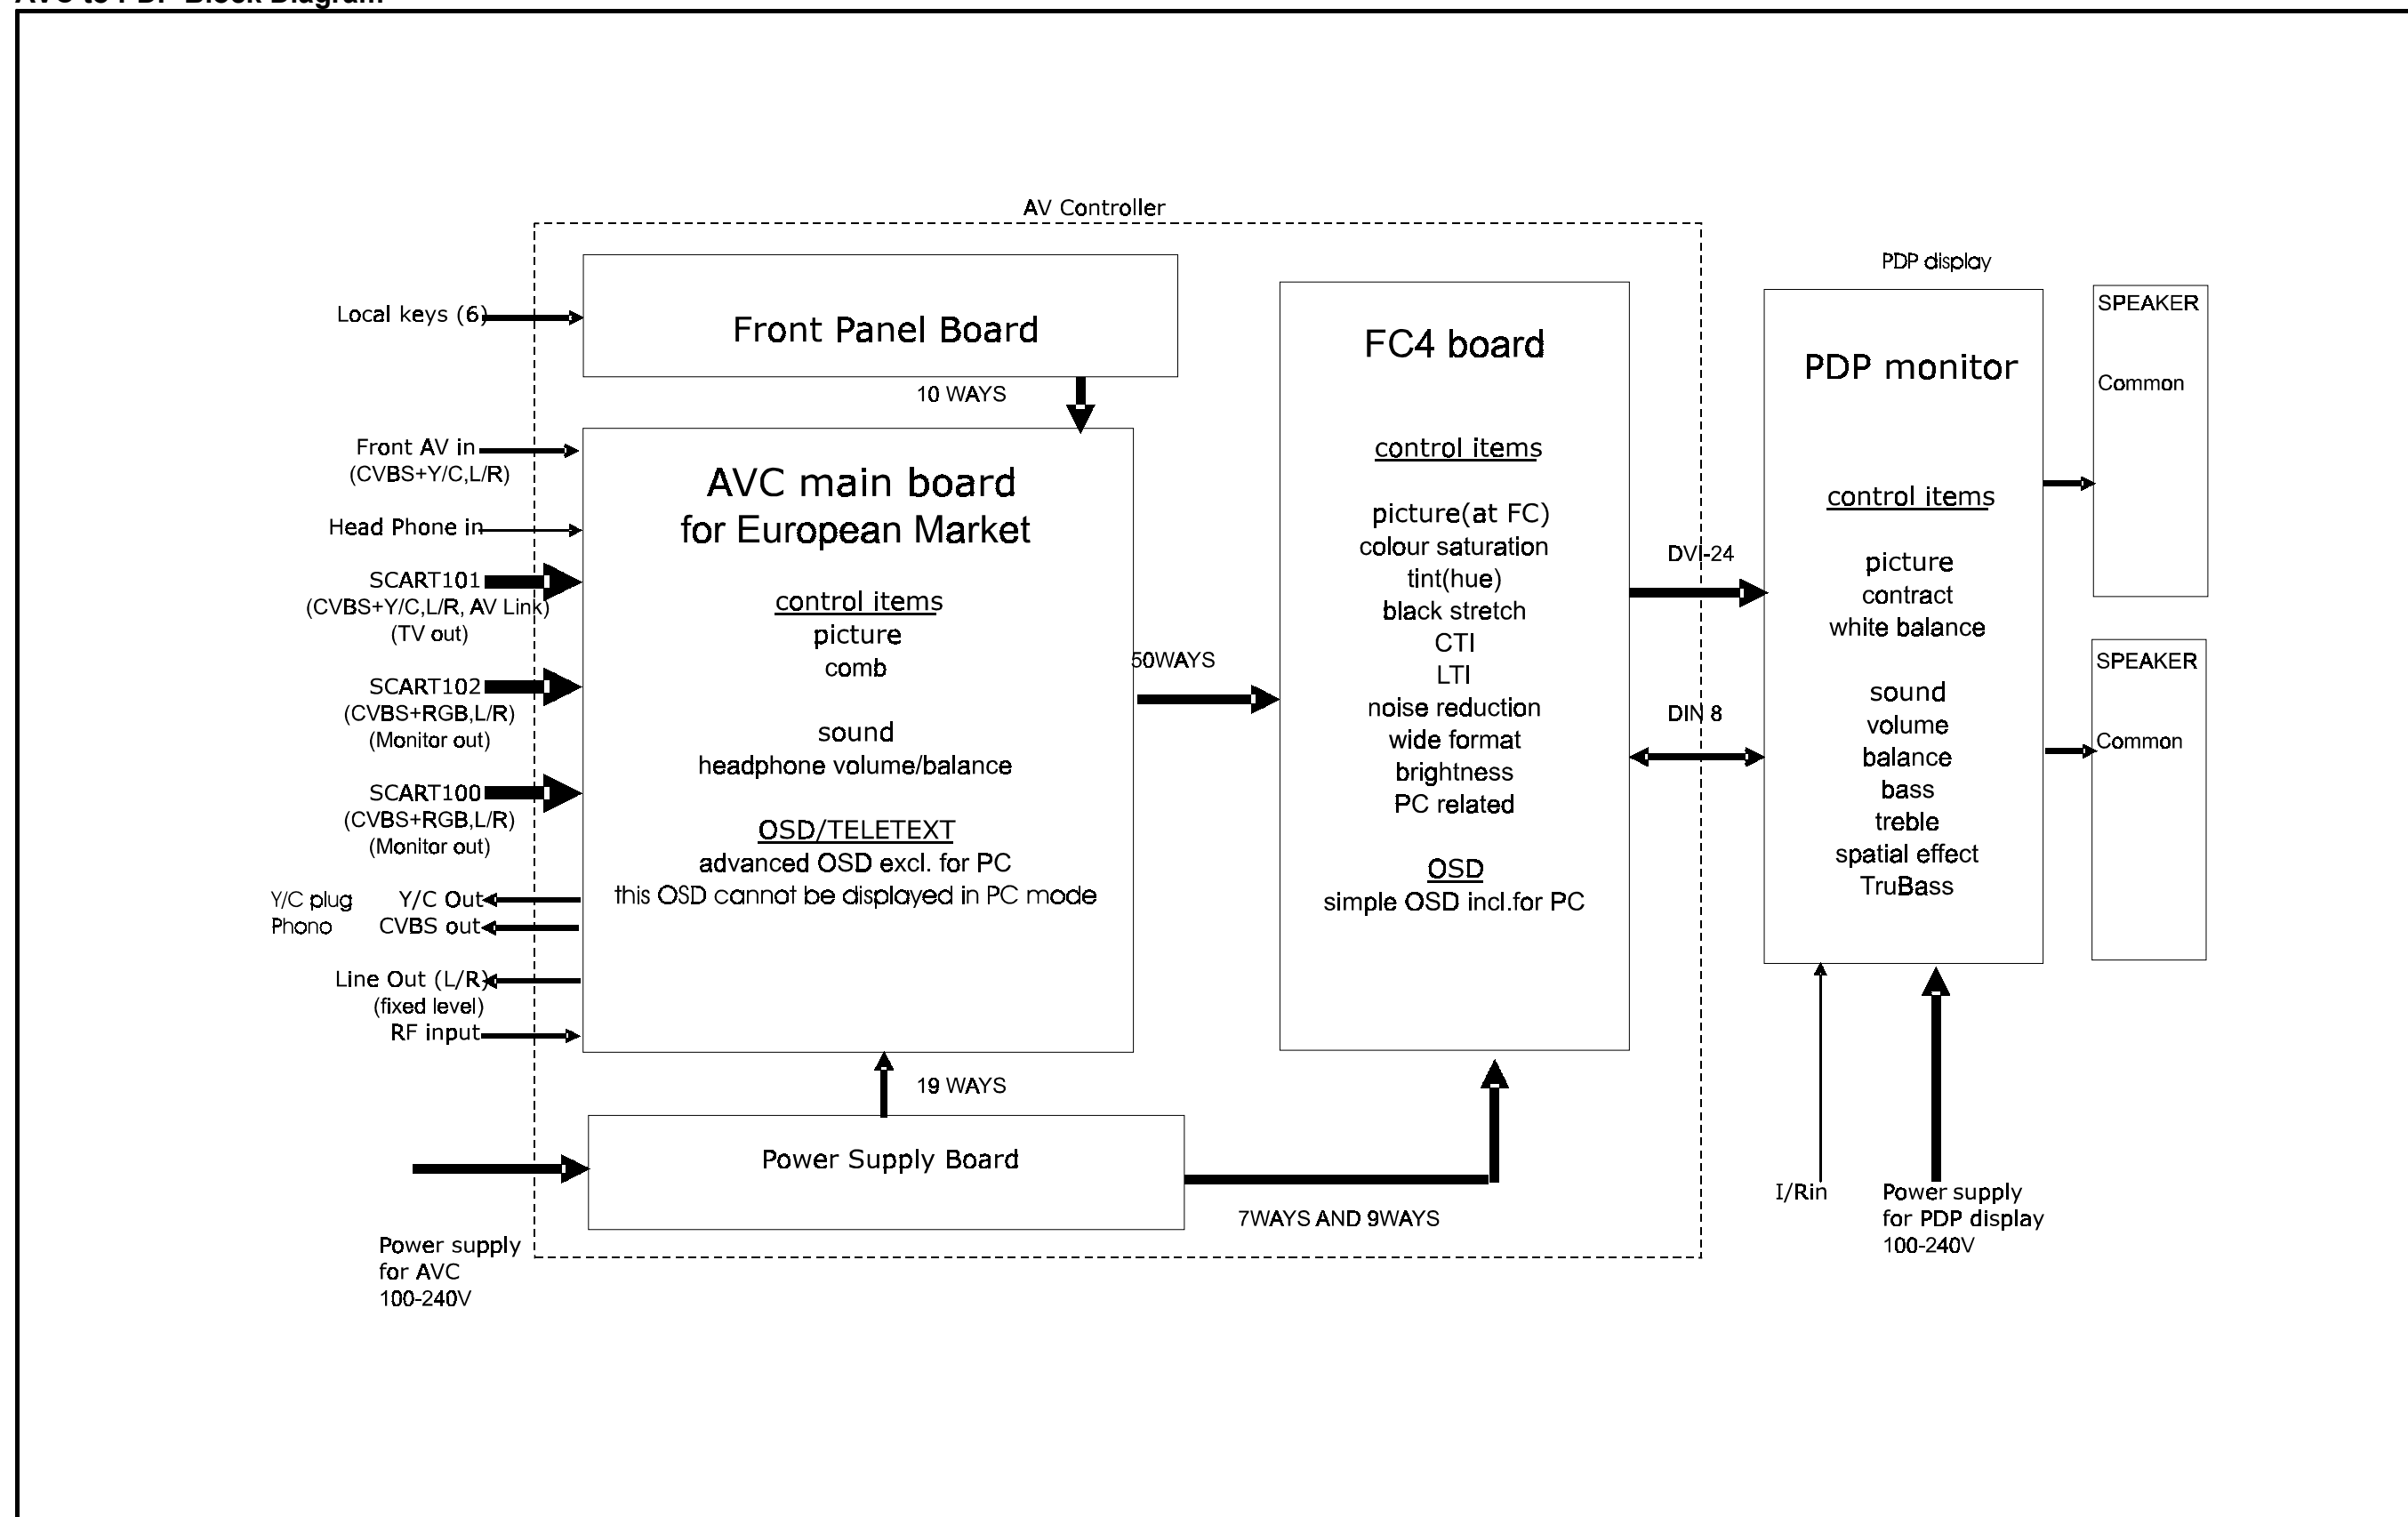 AVC to PDP Block Diagram
AV Controller
Local keys (6)
Front Panel Board
10 WAYS
Front AV in
(CVBS+Y/C,L/R)
Head Phone in
SCART101
(CVBS+Y/C,L/R, AV Link)
(TV out)
SCART102
(CVBS+RGB,L/R)
(Monitor out)
SCART100
(CVBS+RGB,L/R)
(Monitor out)
Y/C plug Y/C Out
Phono CVBS out
Line Out (L/R)
(fixed level)
RF input
AVC main board
for European Market
control items
picture
comb
sound
headphone volume/balance
OSD/TELETEXT
advanced OSD excl. for PC
this OSD cannot be displayed in PC mode
50WAYS
19 WAYS
Power Supply Board
7WAYS AND 9WAYS
Power supply
for AVC
100-240V
FC4 board
control items
picture(at FC)
colour saturation
tint(hue)
black stretch
CTI
LTI
noise reduction
wide format
brightness
PC related
OSD
simple OSD incl.for PC
DVI-24
DIN 8
PDP display
PDP monitor
control items
picture
contract
white balance
sound
volume
balance
bass
treble
spatial effect
TruBass
I/Rin
Power supply
for PDP display
100-240V
SPEAKER
Common
SPEAKER
Common